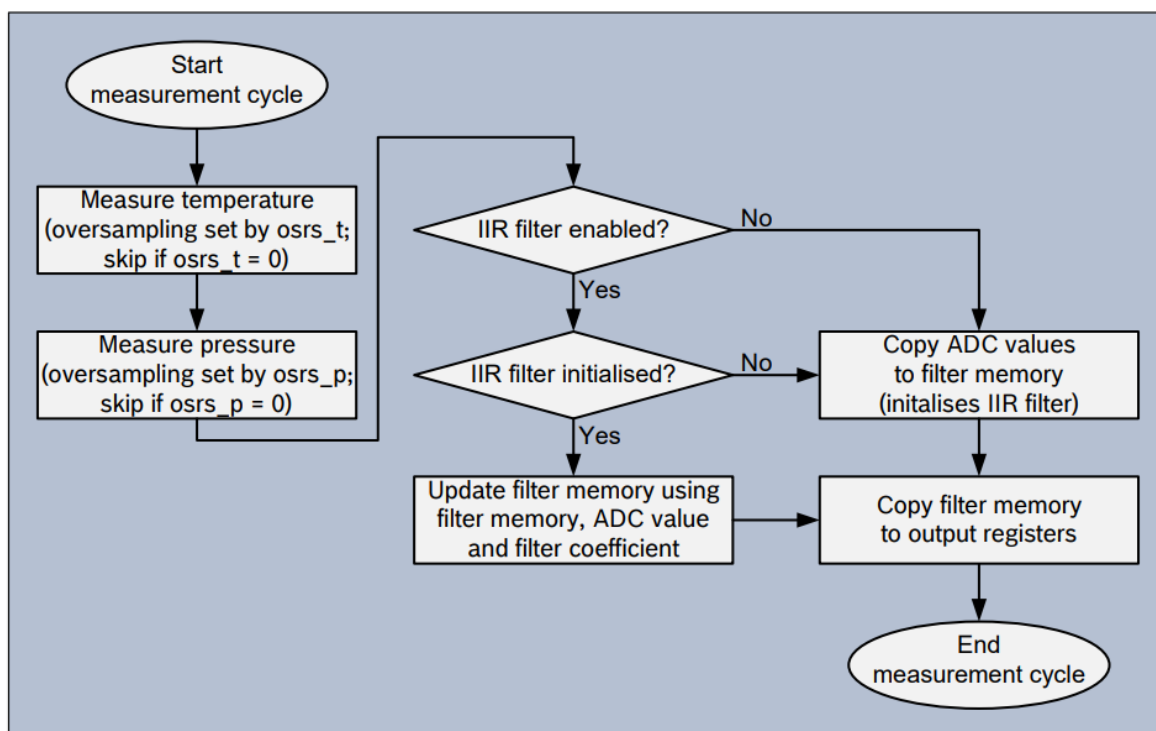 Start
measurement cycle
Measure temperature
(oversampling set by osrs_t;
skip if osrs_t = 0)
Measure pressure
(oversampling set by osrs_p;
skip if osrs_p = 0)
IIR filter enabled?
No
Yes
IIR filter initialised?
No
Yes
Copy ADC values
to filter memory
(initalises IIR filter)
Update filter memory using
filter memory, ADC value
and filter coefficient
Copy filter memory
to output registers
End
measurement cycle